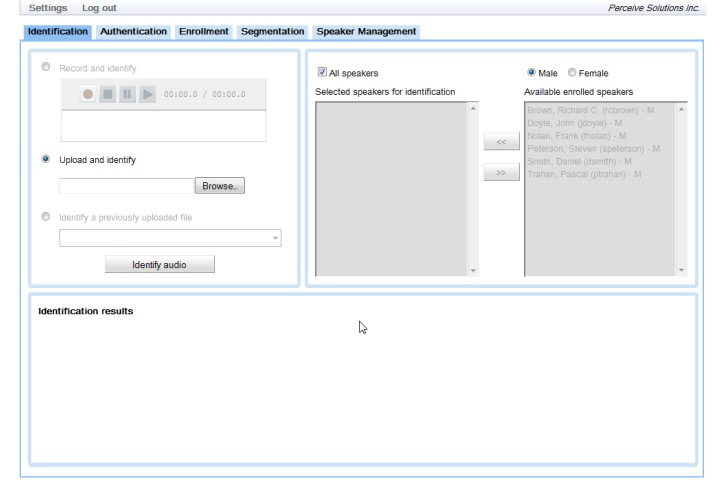 Settings Log out Perceive Solutions Inc.
Identification Authentication Enrollment Segmentation Speaker Management
Record and identify
00:00.0 / 00:00.0
Upload and identify
Browse..
Identify a previously uploaded file
Identify audio
All speakers
Selected speakers for identification
<<
>>
Male Female
Available enrolled speakers
Brown, Richard C (rcbrown) - M
Doyle, John (jdoyle) - M
Nolan, Frank (fnolan) - M
Peterson, Steven (speterson) - M
Smith, Daniel (dsmith) - M
Trahan, Pascal (ptrahan) - M
Identification results